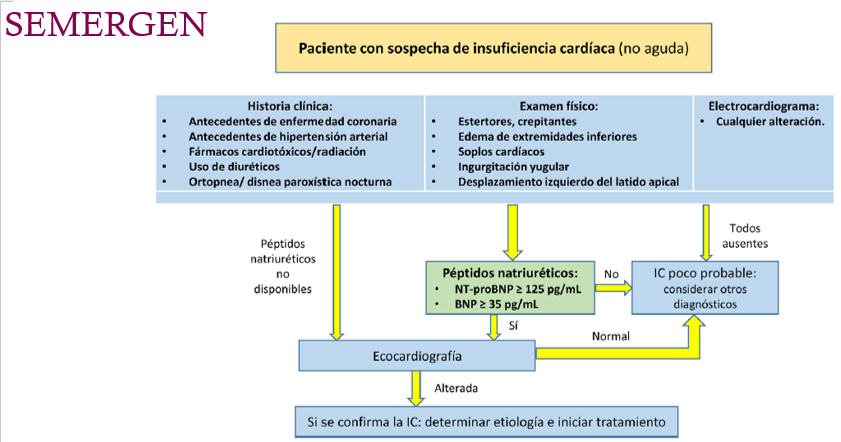 SEMERGEN
Paciente con sospecha de insuficiencia cardíaca (no aguda)
Historia clínica:
• Antecedentes de enfermedad coronaria
• Antecedentes de hipertensión arterial
• Fármacos cardiotóxicos/radiación
• Uso de diuréticos
• Ortopnea/ disnea paroxística nocturna
Examen físico:
• Estertores, crepitantes
• Edema de extremidades inferiores
• Soplos cardíacos
• Ingurgitación yugular
• Desplazamiento izquierdo del latido apical
Electrocardiograma:
• Cualquier alteración.
Péptidos
natriuréticos
no
disponibles
Todos
ausentes
Péptidos natriuréticos:
• NT-proBNP ≥ 125 pg/mL
• BNP ≥ 35 pg/mL
No
IC poco probable:
considerar otros
diagnósticos
Sí
Normal
Ecocardiografía
Alterada
Si se confirma la IC: determinar etiología e iniciar tratamiento